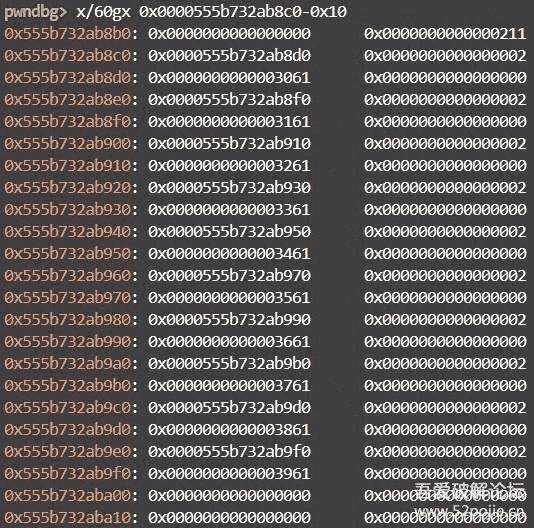 pwndbg> x/60gx 0x0000555b732ab8c0-0x10
0x555b732ab8b0: 0x0000000000000000 0x0000000000000211
0x555b732ab8c0: 0x0000555b732ab8d0 0x0000000000000002
0x555b732ab8d0: 0x0000000000003061 0x0000000000000000
0x555b732ab8e0: 0x0000555b732ab8f0 0x0000000000000002
0x555b732ab8f0: 0x0000000000003161 0x0000000000000000
0x555b732ab900: 0x0000555b732ab910 0x0000000000000002
0x555b732ab910: 0x0000000000003261 0x0000000000000000
0x555b732ab920: 0x0000555b732ab930 0x0000000000000002
0x555b732ab930: 0x0000000000003361 0x0000000000000000
0x555b732ab940: 0x0000555b732ab950 0x0000000000000002
0x555b732ab950: 0x0000000000003461 0x0000000000000000
0x555b732ab960: 0x0000555b732ab970 0x0000000000000002
0x555b732ab970: 0x0000000000003561 0x0000000000000000
0x555b732ab980: 0x0000555b732ab990 0x0000000000000002
0x555b732ab990: 0x0000000000003661 0x0000000000000000
0x555b732ab9a0: 0x0000555b732ab9b0 0x0000000000000002
0x555b732ab9b0: 0x0000000000003761 0x0000000000000000
0x555b732ab9c0: 0x0000555b732ab9d0 0x0000000000000002
0x555b732ab9d0: 0x0000000000003861 0x0000000000000000
0x555b732ab9e0: 0x0000555b732ab9f0 0x0000000000000002
0x555b732ab9f0: 0x0000000000003961 0x0000000000000000
0x555b732aba00: 0x0000000000000000 0x0000000000000000
0x555b732aba10: 0x0000000000000000 0x0000000000000000
吾爱破解论坛
www.52pojie.cn